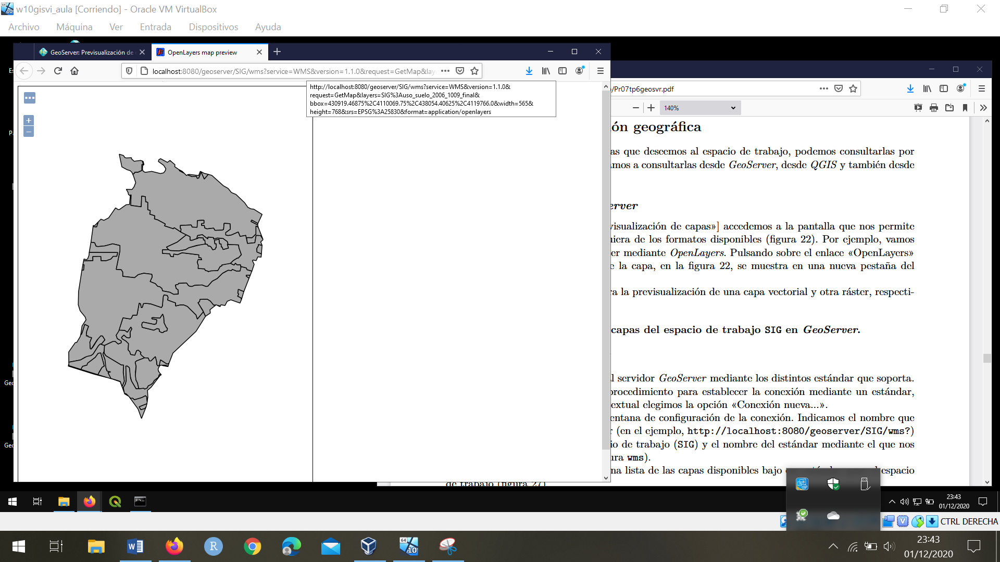 w10gisvi_aula [Corriendo] - Oracle VM VirtualBox
Archivo Máquina Ver Entrada Dispositivos Ayuda
GeoServer: Previsualización de
OpenLayers map preview
localhost:8080/geoserver/SIG/wms?service=WMS&version=1.1.0&request=GetMap&lay
http://localhost:8080/geoserver/SIG/wms?service=WMS&version=1.1.0&
request=GetMap&layers=SIG%3Auso_suelo_2006_1009_final&
bbox=430919.46875%2C4110069.75%2C438054.40625%2C4119766.0&width=565&
height=768&srs=EPSG%3A25830&format=application/openlayers
+
−
/Pr07tp6geosvr.pdf
140%
ón geográfica
as que deseemos al espacio de trabajo, podemos consultarlas por
amos a consultarlas desde GeoServer, desde QGIS y también desde
erver
visualización de capas»] accedemos a la pantalla que nos permite
uiera de los formatos disponibles (figura 22). Por ejemplo, vamos
er mediante OpenLayers. Pulsando sobre el enlace «OpenLayers»
e la capa, en la figura 22, se muestra en una nueva pestaña del
ra la previsualización de una capa vectorial y otra ráster, respecti-
capas del espacio de trabajo SIG en GeoServer.
al servidor GeoServer mediante los distintos estándar que soporta.
procedimiento para establecer la conexión mediante un estándar,
extual elegimos la opción «Conexión nueva...».
entana de configuración de la conexión. Indicamos el nombre que
r (en el ejemplo, http://localhost:8080/geoserver/SIG/wms?)
io de trabajo (SIG) y el nombre del estándar mediante el que nos
ura wms).
na lista de las capas disponibles bajo espacio
de trabajo (figura 27)
Geo
Geo
23:43
01/12/2020
CTRL DERECHA
23:43
01/12/2020